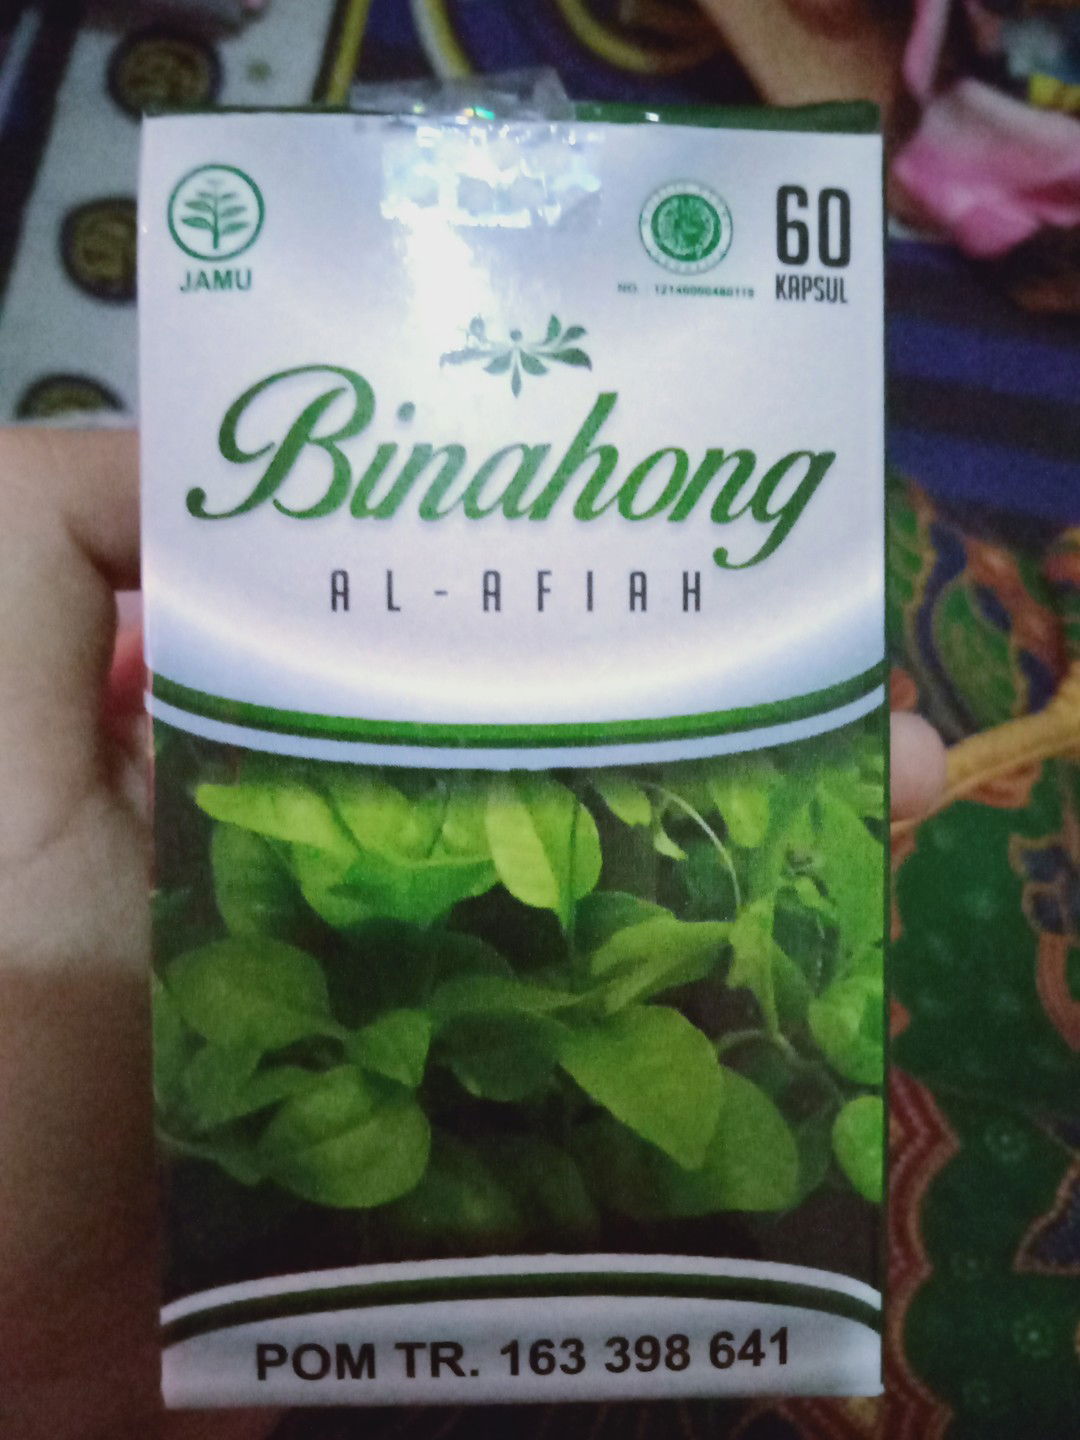 JAMU
60
KAPSUL
Binahong
AL-AFIAH
POM TR. 163 398 641